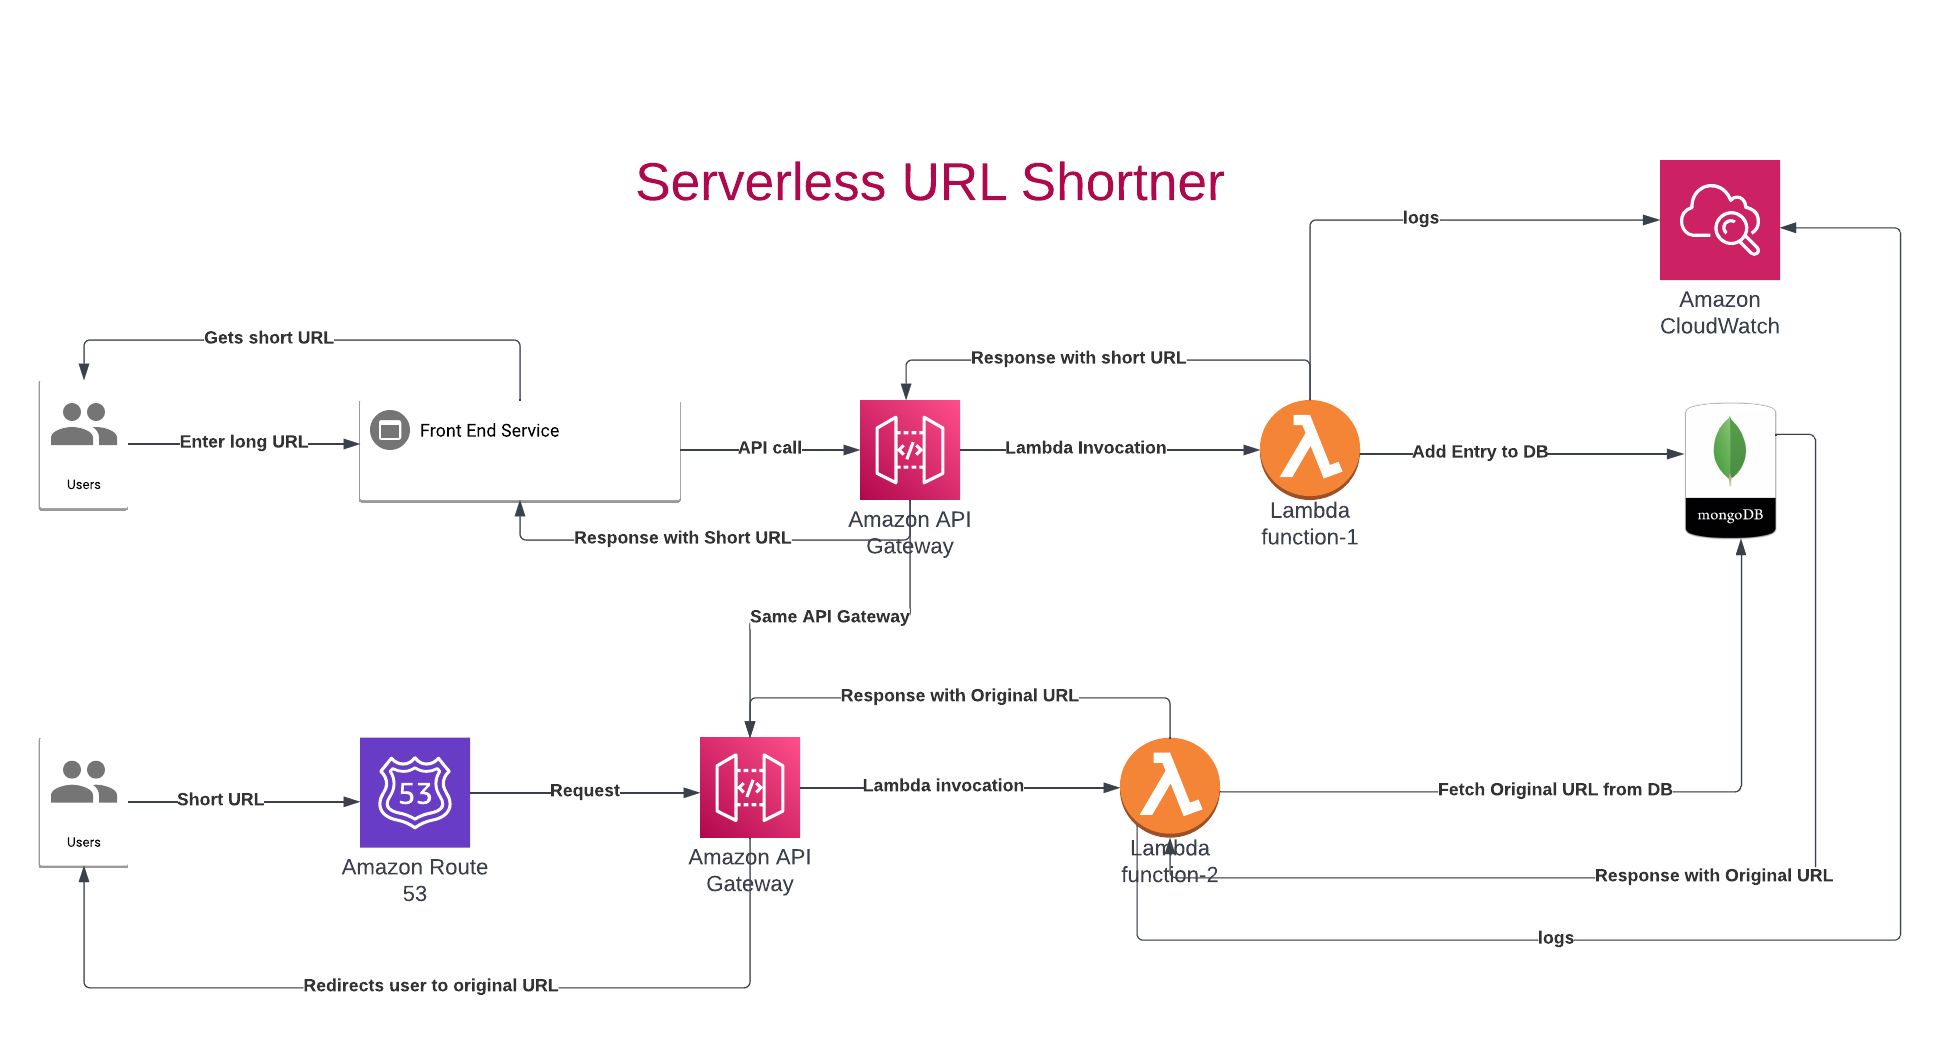 Serverless URL Shortner
logs
Amazon
CloudWatch
Gets short URL
Response with short URL
Users
Enter long URL
Front End Service
API call
Lambda Invocation
Add Entry to DB
mongoDB
Amazon API
Gateway
Lambda
function-1
Response with Short URL
Same API Gateway
Response with Original URL
Users
Short URL
53
Request
Lambda invocation
Fetch Original URL from DB
Amazon Route
53
Amazon API
Gateway
Lambda
function-2
Response with Original URL
logs
Redirects user to original URL